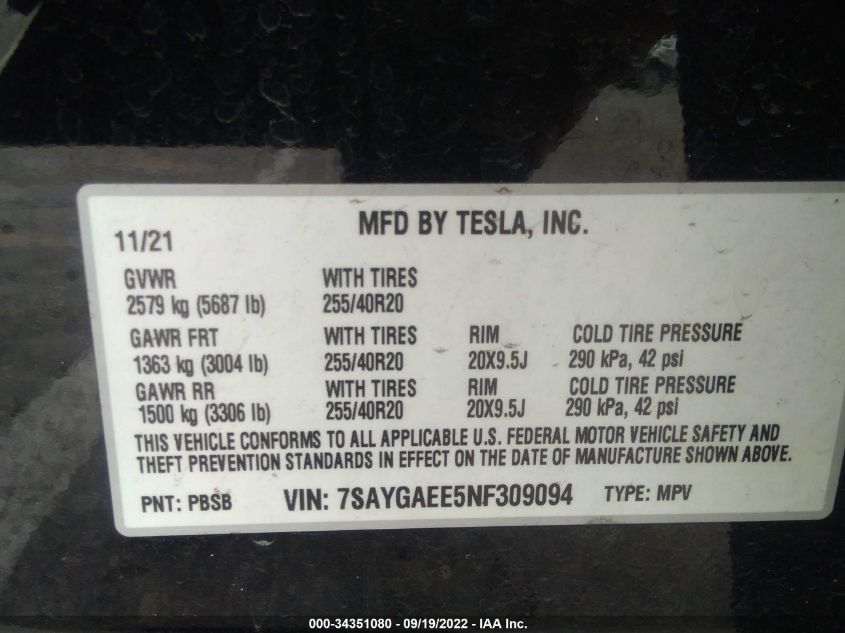 MFD BY TESLA, INC.
11/21
GVWR WITH TIRES
2579 kg (5687 lb) 255/40R20
GAWR FRT WITH TIRES RIM COLD TIRE PRESSURE
1363 kg (3004 lb) 255/40R20 20X9.5J 290 kPa, 42 psi
GAWR RR WITH TIRES RIM COLD TIRE PRESSURE
1500 kg (3306 lb) 255/40R20 20X9.5J 290 kPa, 42 psi
THIS VEHICLE CONFORMS TO ALL APPLICABLE U.S. FEDERAL MOTOR VEHICLE SAFETY AND
THEFT PREVENTION STANDARDS IN EFFECT ON THE DATE OF MANUFACTURE SHOWN ABOVE.
PNT: PBSB VIN: 7SAYGAEE5NF309094 TYPE: MPV
000-34351080 - 09/19/2022 - IAA Inc.